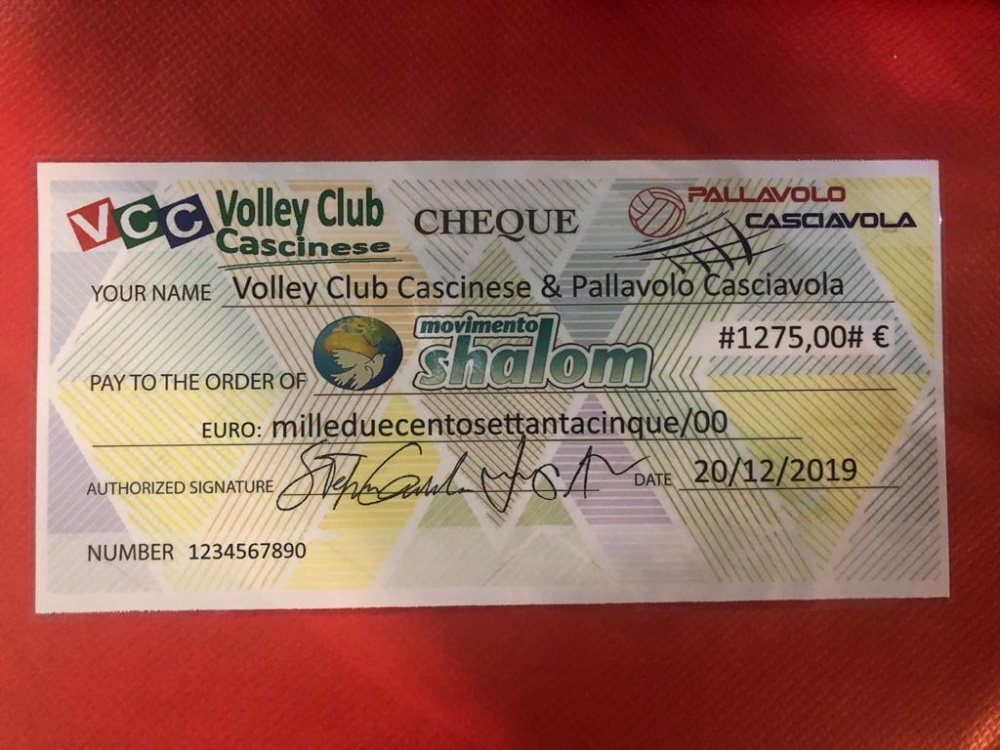 VCC Volley Club Cascinese
CHEQUE
PALLAVOLO CASCIAVOLA
YOUR NAME Volley Club Cascinese & Pallavolo Casciavola
movimento shalom
#1275,00# €
PAY TO THE ORDER OF
EURO: milleduecentosettantacinque/00
AUTHORIZED SIGNATURE
DATE 20/12/2019
NUMBER 1234567890